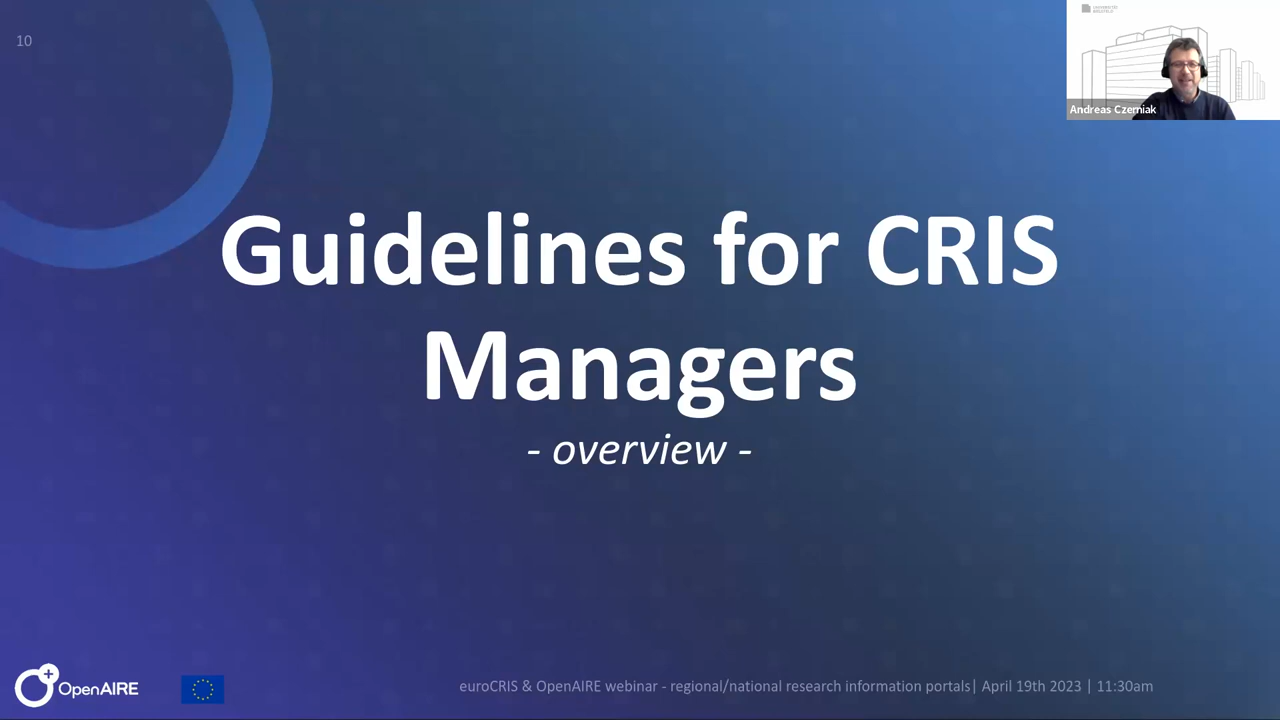 10
Andreas Czerniak
Guidelines for CRIS
Managers
- overview -
OpenAIRE
euroCRIS & OpenAIRE webinar - regional/national research information portals| April 19th 2023 | 11:30am